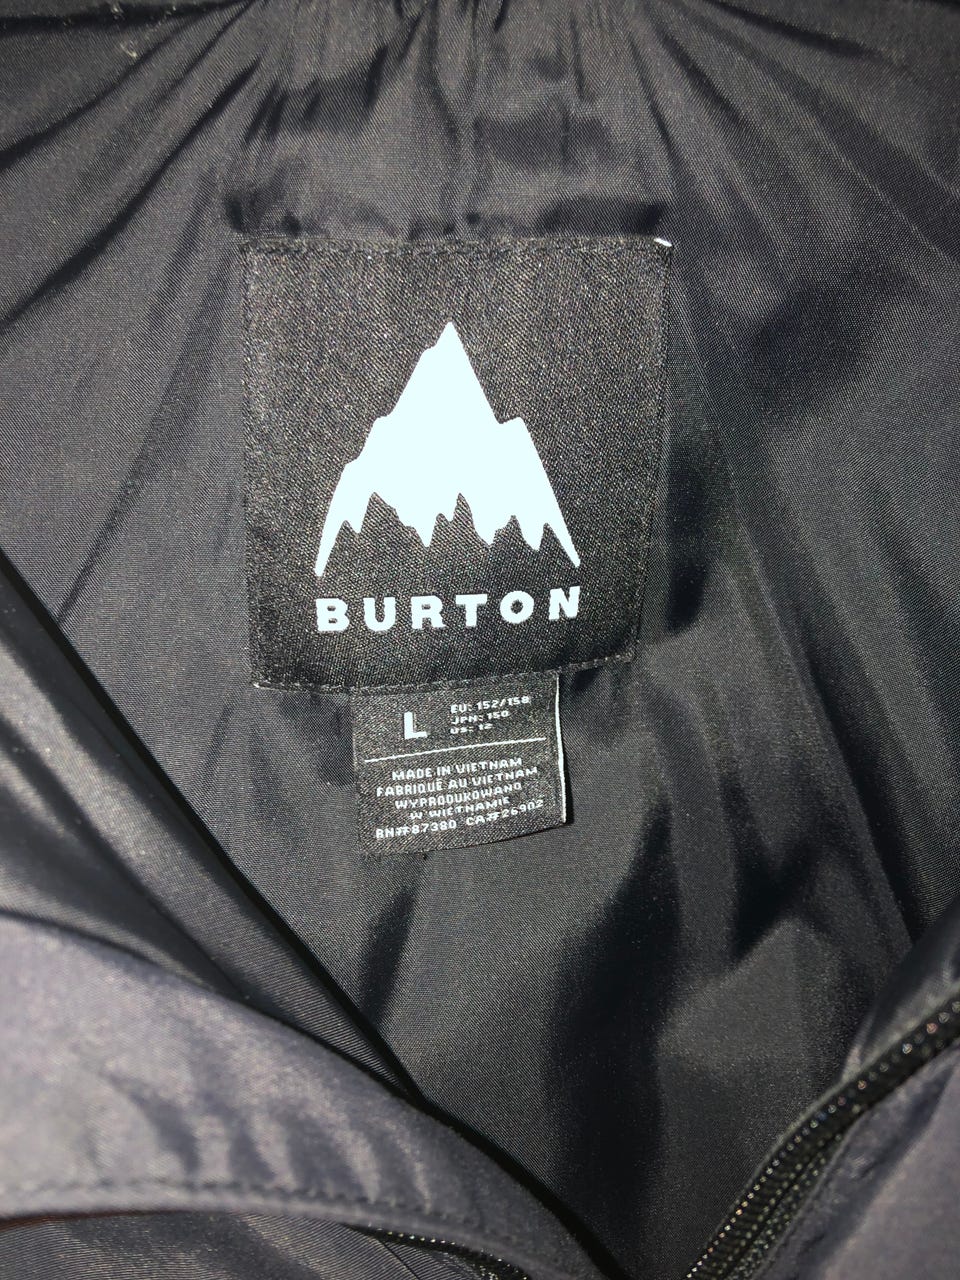 BURTON
L
EU: 152/158
JPN: 150
US: 12
MADE IN VIETNAM
FABRIQUÉ AU VIETNAM
WYPRODUKOWANO
W WIETNAMIE
RN#87380 CA#26902